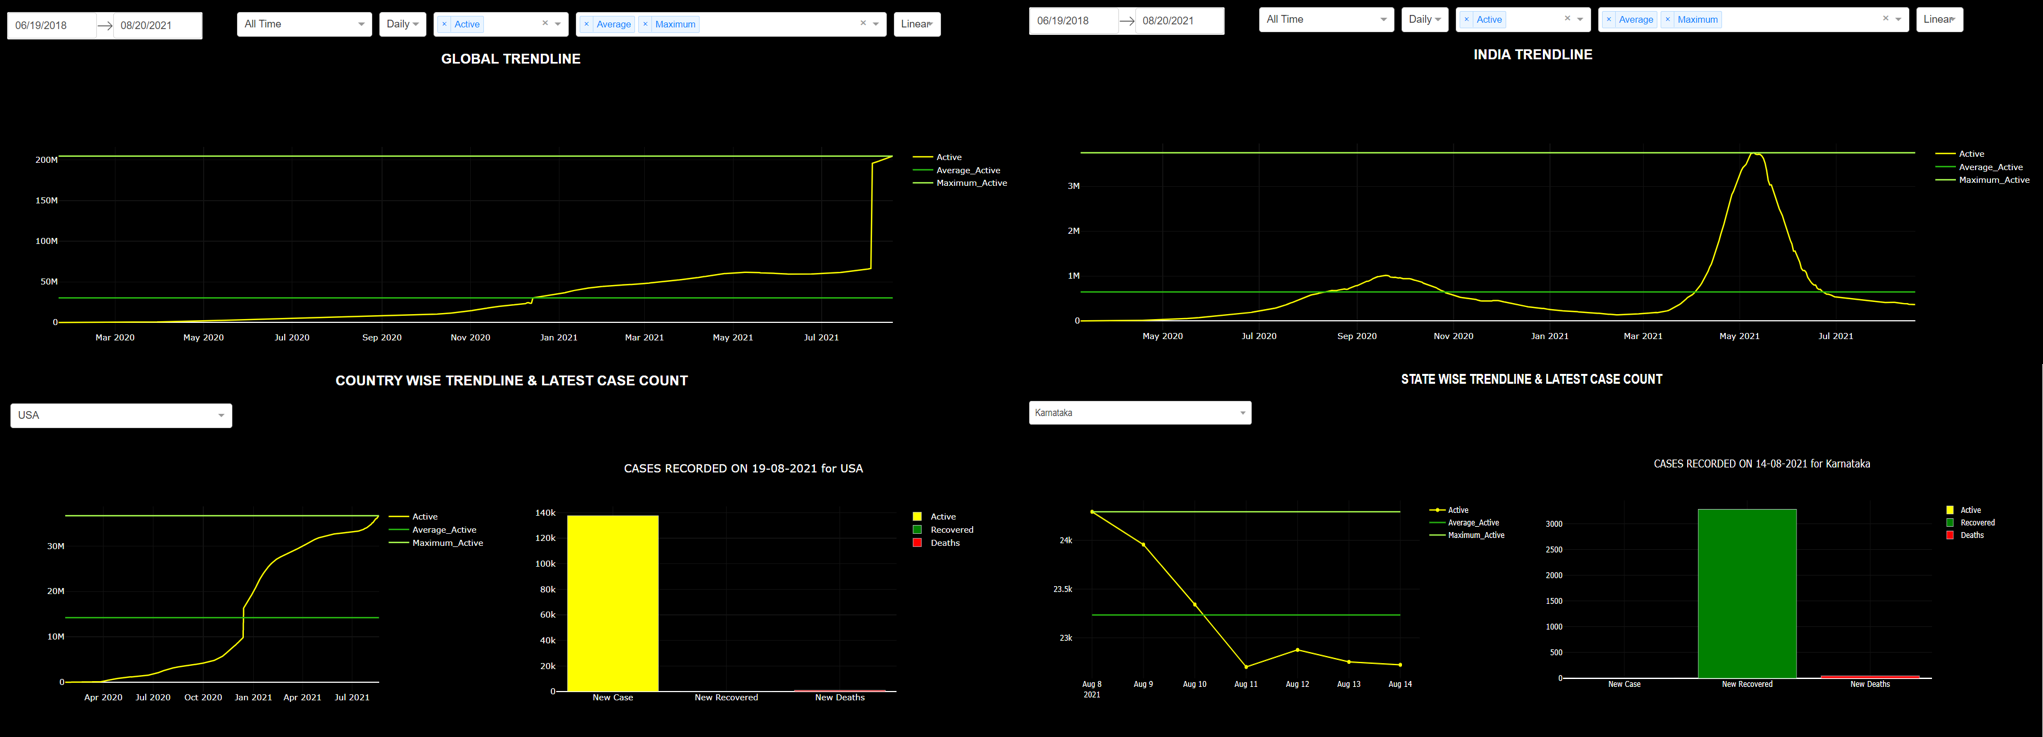 06/19/2018 → 08/20/2021 All Time Daily × Active × × Average × Maximum × Linear
GLOBAL TRENDLINE
200M
150M
100M
50M
0
Mar 2020 May 2020 Jul 2020 Sep 2020 Nov 2020 Jan 2021 Mar 2021 May 2021 Jul 2021
Active
Average_Active
Maximum_Active
COUNTRY WISE TRENDLINE & LATEST CASE COUNT
USA
30M
20M
10M
0
Apr 2020 Jul 2020 Oct 2020 Jan 2021 Apr 2021 Jul 2021
Active
Average_Active
Maximum_Active
CASES RECORDED ON 19-08-2021 for USA
140k
120k
100k
80k
60k
40k
20k
0
New Case New Recovered New Deaths
Active
Recovered
Deaths
06/19/2018 → 08/20/2021 All Time Daily × Active × × Average × Maximum × Linear
INDIA TRENDLINE
3M
2M
1M
0
May 2020 Jul 2020 Sep 2020 Nov 2020 Jan 2021 Mar 2021 May 2021 Jul 2021
Active
Average_Active
Maximum_Active
STATE WISE TRENDLINE & LATEST CASE COUNT
Karnataka
24k
23.5k
23k
Aug 8 Aug 9 Aug 10 Aug 11 Aug 12 Aug 13 Aug 14
2021
Active
Average_Active
Maximum_Active
CASES RECORDED ON 14-08-2021 for Karnataka
3000
2500
2000
1500
1000
500
0
New Case New Recovered New Deaths
Active
Recovered
Deaths